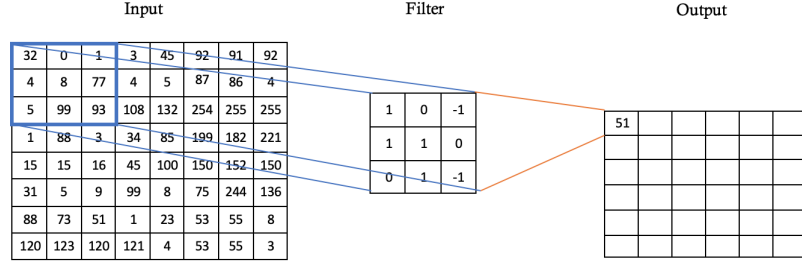 Input Filter Output
32 0 1 3 45 92 91 92
4 8 77 4 5 87 86 4
5 99 93 108 132 254 255 255
1 88 3 34 85 199 182 221
15 15 16 45 100 150 152 150
31 5 9 99 8 75 244 136
88 73 51 1 23 53 55 8
120 123 120 121 4 53 55 3
1 0 -1
1 1 0
0 1 -1
51